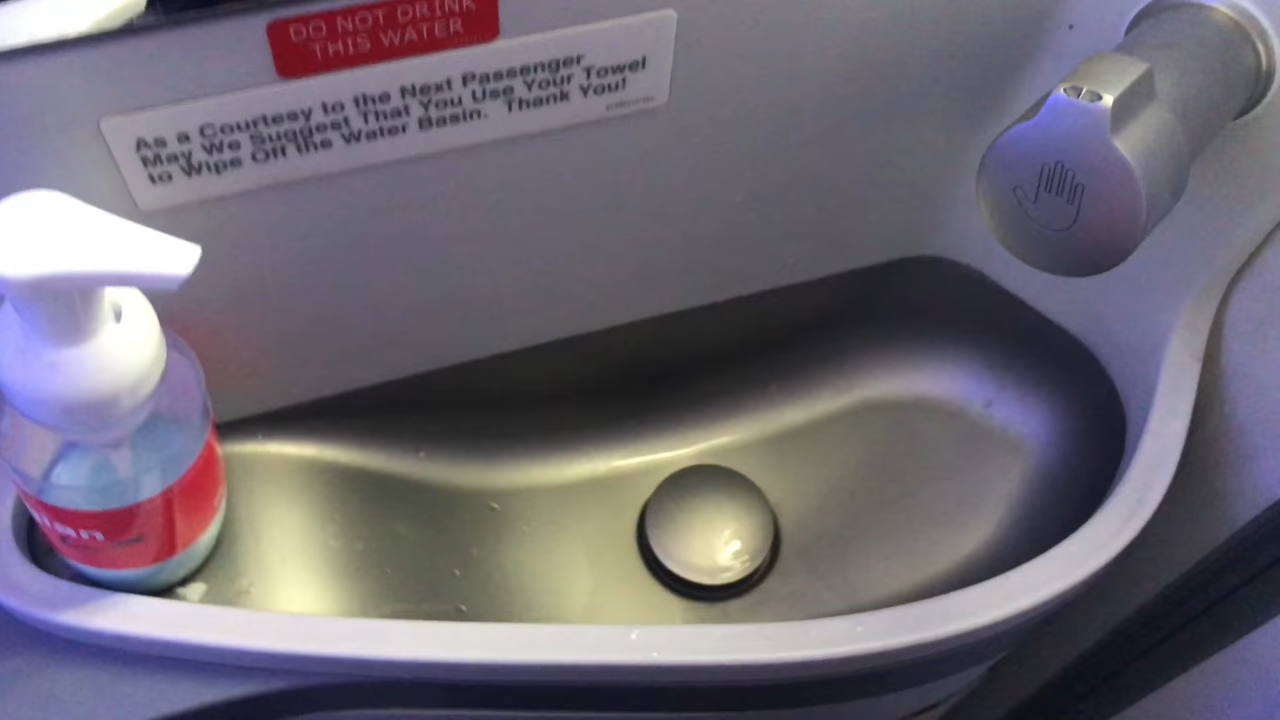 DO NOT DRINK
THIS WATER
As a Courtesy to the Next Passenger
May We Suggest That You Use Your Towel
to Wipe Off the Water Basin. Thank You!